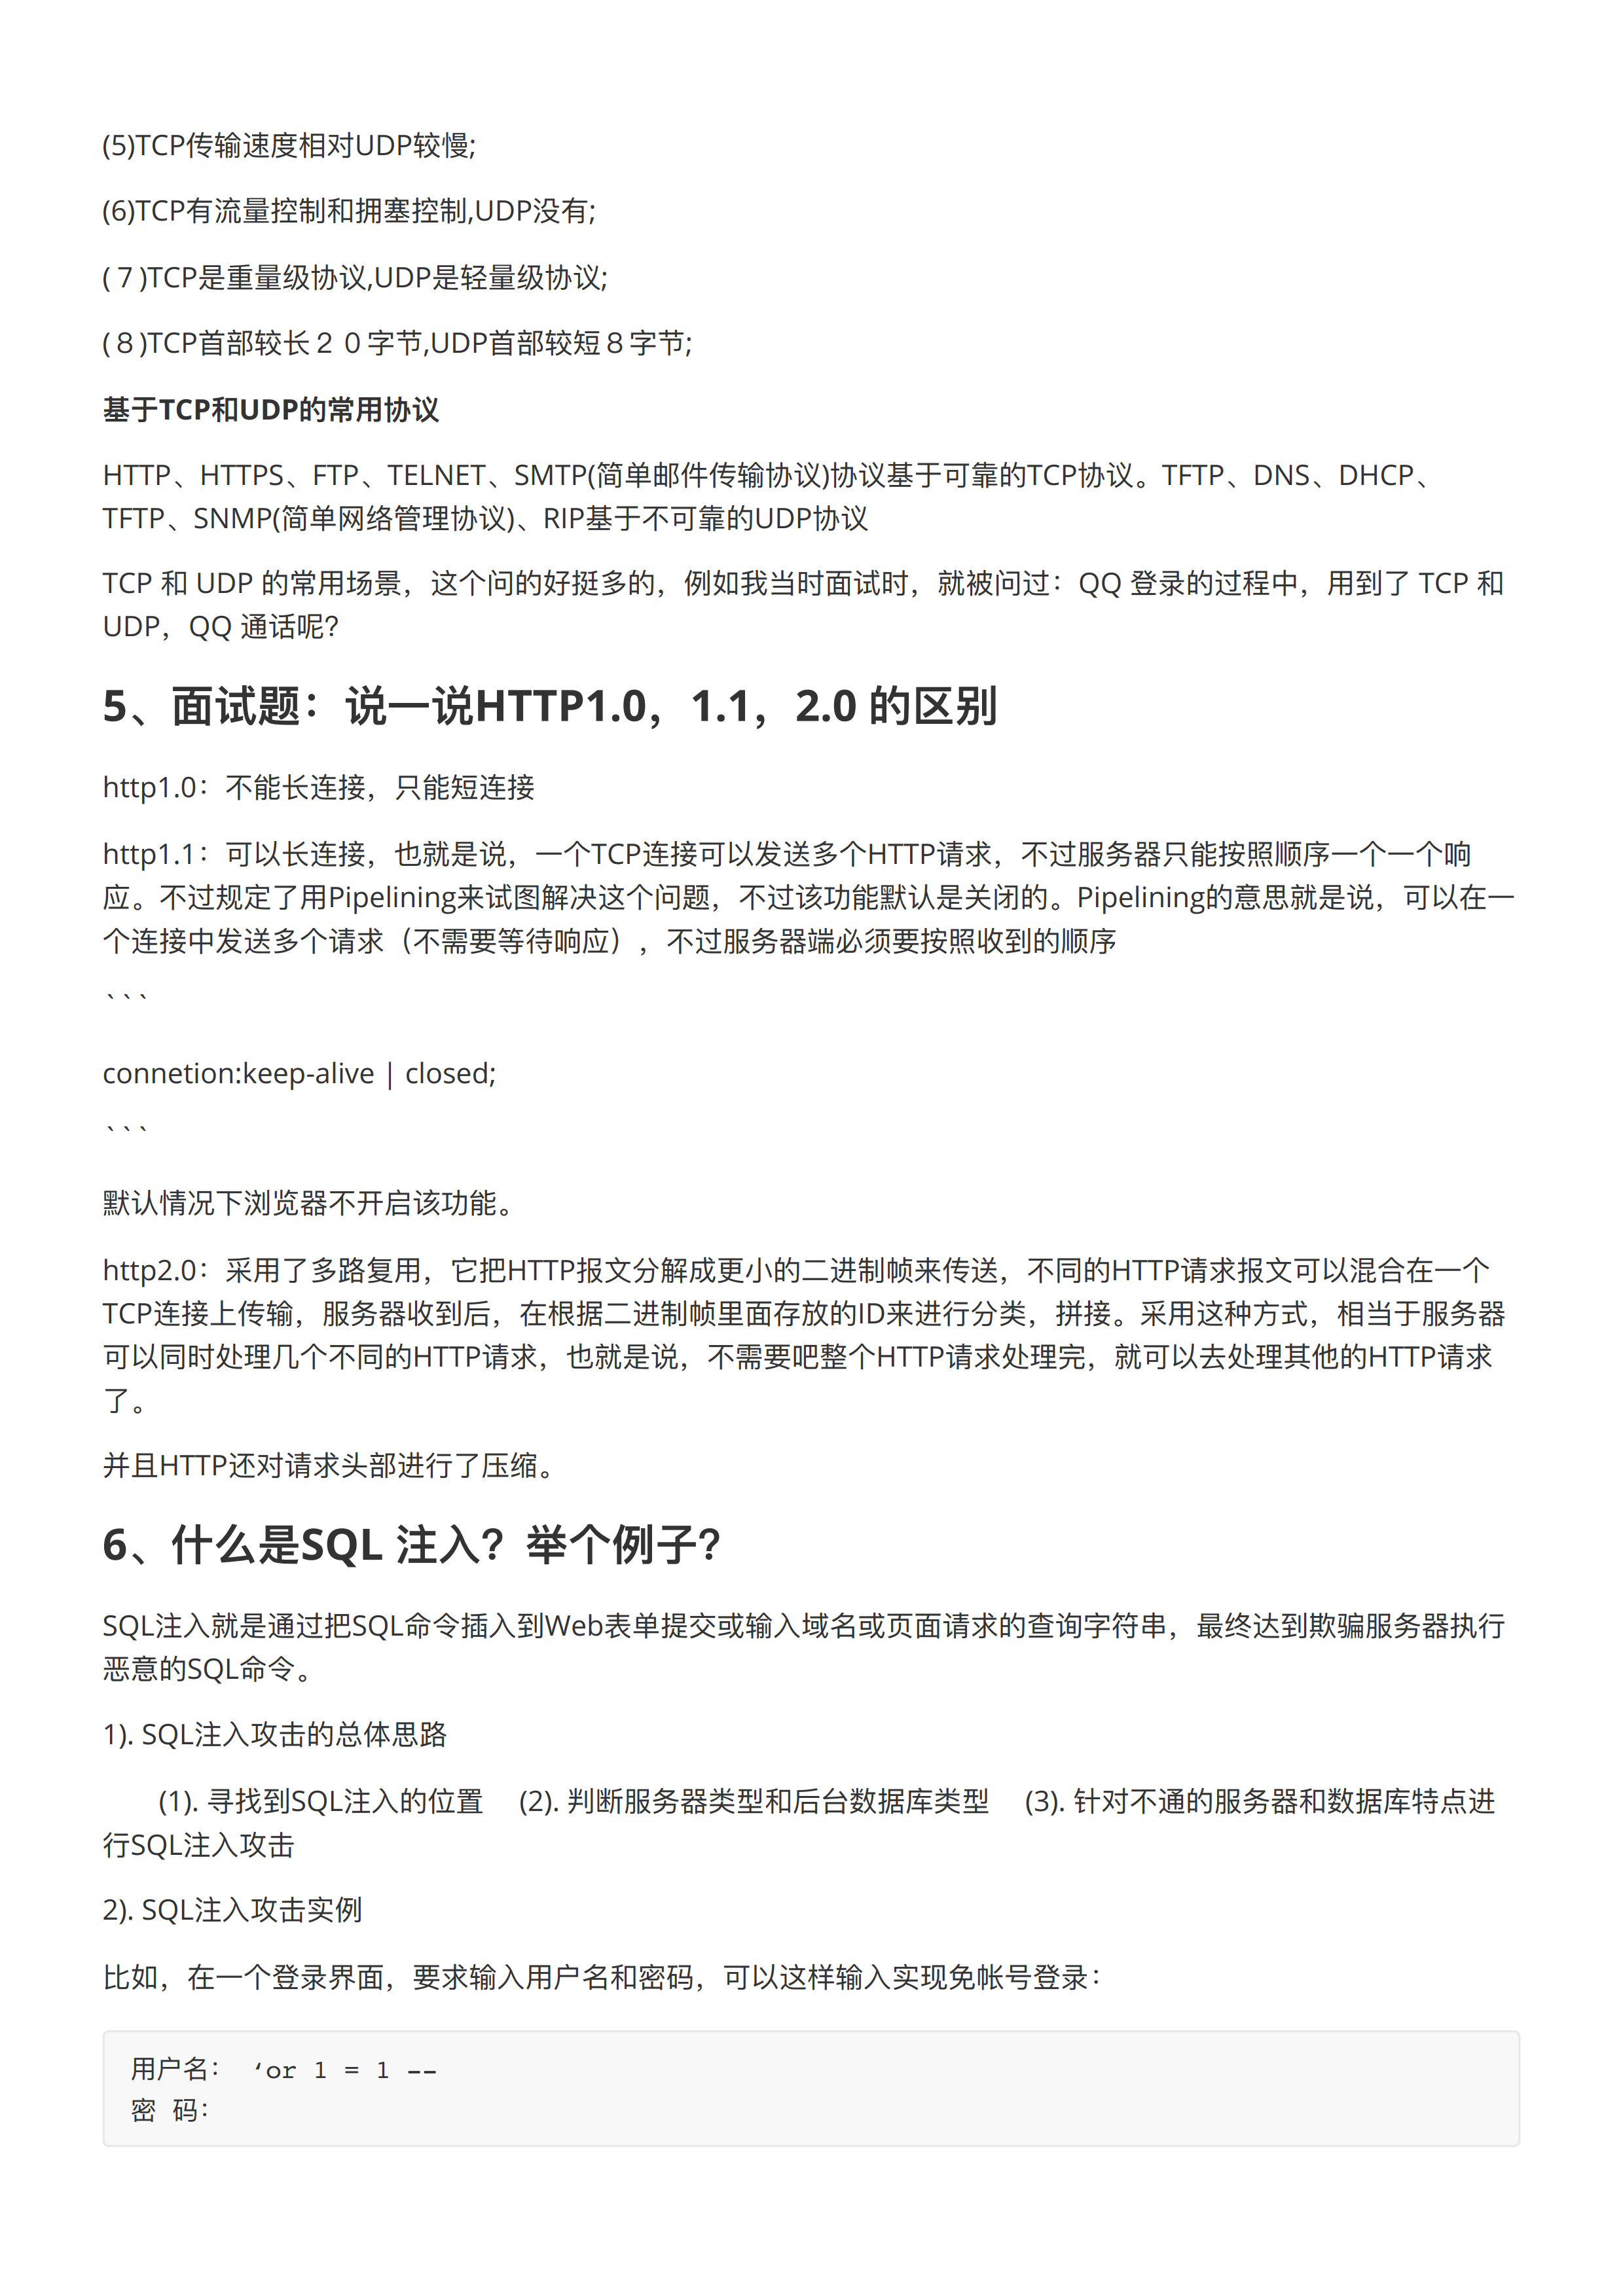 (5)TCP传输速度相对UDP较慢;
(6)TCP有流量控制和拥塞控制,UDP没有;
(７)TCP是重量级协议,UDP是轻量级协议;
(８)TCP首部较长２０字节,UDP首部较短８字节;
基于TCP和UDP的常用协议
HTTP、HTTPS、FTP、TELNET、SMTP(简单邮件传输协议)协议基于可靠的TCP协议。TFTP、DNS、DHCP、
TFTP、SNMP(简单网络管理协议)、RIP基于不可靠的UDP协议
TCP 和 UDP 的常用场景，这个问的好挺多的，例如我当时面试时，就被问过：QQ 登录的过程中，用到了 TCP 和
UDP，QQ 通话呢？
5、面试题：说一说HTTP1.0，1.1，2.0 的区别
http1.0：不能长连接，只能短连接
http1.1：可以长连接，也就是说，一个TCP连接可以发送多个HTTP请求，不过服务器只能按照顺序一个一个响
应。不过规定了用Pipelining来试图解决这个问题，不过该功能默认是关闭的。Pipelining的意思就是说，可以在一
个连接中发送多个请求（不需要等待响应），不过服务器端必须要按照收到的顺序
```
connetion:keep-alive | closed;
```
默认情况下浏览器不开启该功能。
http2.0：采用了多路复用，它把HTTP报文分解成更小的二进制帧来传送，不同的HTTP请求报文可以混合在一个
TCP连接上传输，服务器收到后，在根据二进制帧里面存放的ID来进行分类，拼接。采用这种方式，相当于服务器
可以同时处理几个不同的HTTP请求，也就是说，不需要吧整个HTTP请求处理完，就可以去处理其他的HTTP请求
了。
并且HTTP还对请求头部进行了压缩。
6、什么是SQL 注入？举个例子？
SQL注入就是通过把SQL命令插入到Web表单提交或输入域名或页面请求的查询字符串，最终达到欺骗服务器执行
恶意的SQL命令。
1). SQL注入攻击的总体思路
(1). 寻找到SQL注入的位置 (2). 判断服务器类型和后台数据库类型 (3). 针对不通的服务器和数据库特点进
行SQL注入攻击
2). SQL注入攻击实例
比如，在一个登录界面，要求输入用户名和密码，可以这样输入实现免帐号登录：
用户名： ‘or 1 = 1 --
密 码：